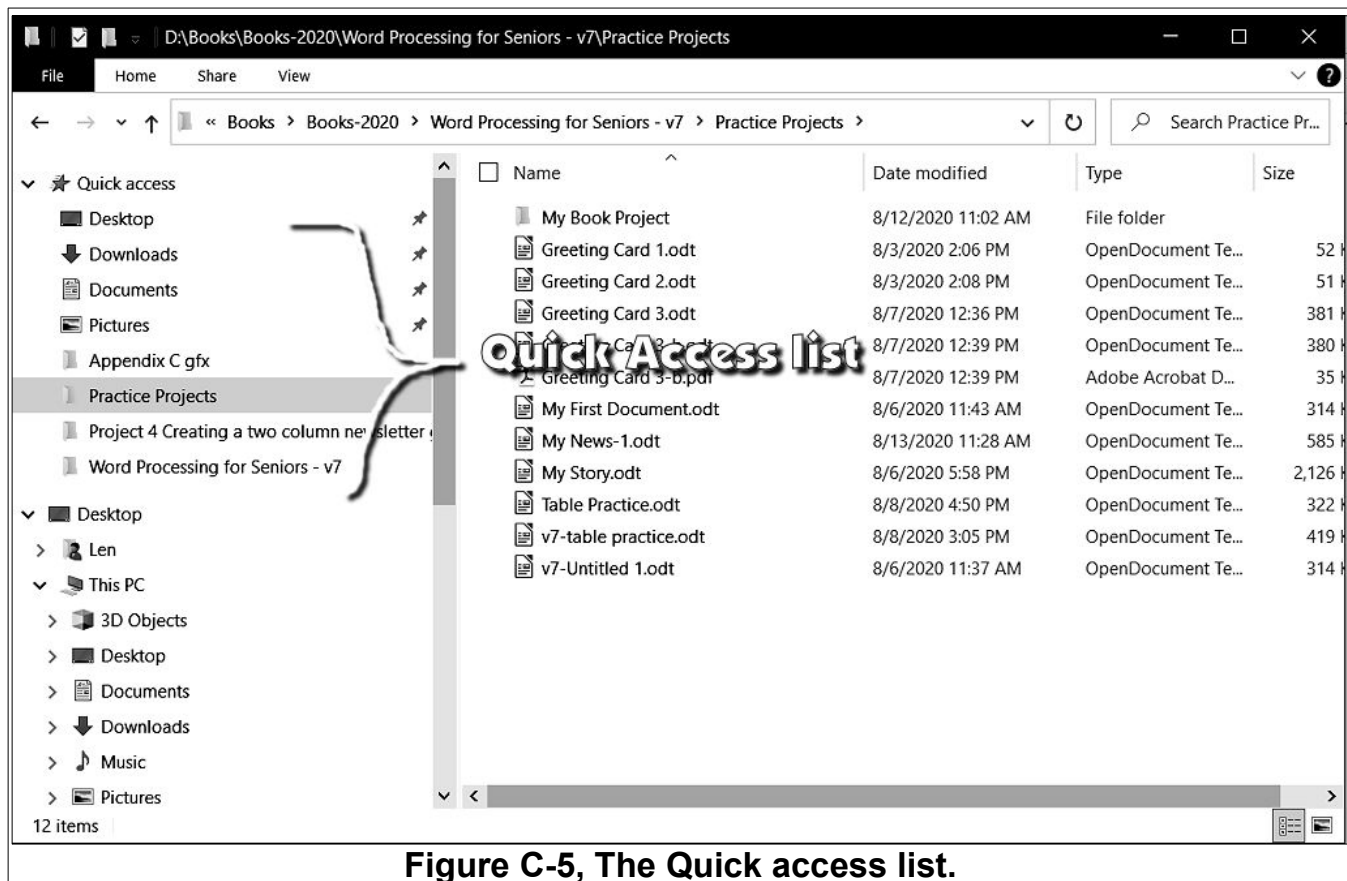 D:\Books\Books-2020\Word Processing for Seniors - v7\Practice Projects
File Home Share View
« Books > Books-2020 > Word Processing for Seniors - v7 > Practice Projects > Search Practice Pr...
Quick access
Desktop
Downloads
Documents
Pictures
Appendix C gfx
Practice Projects
Project 4 Creating a two column newsletter
Word Processing for Seniors - v7
Desktop
Len
This PC
3D Objects
Desktop
Documents
Downloads
Music
Pictures
12 items
Name Date modified Type Size
My Book Project 8/12/2020 11:02 AM File folder
Greeting Card 1.odt 8/3/2020 2:06 PM OpenDocument Te... 52
Greeting Card 2.odt 8/3/2020 2:08 PM OpenDocument Te... 51
Greeting Card 3.odt 8/7/2020 12:36 PM OpenDocument Te... 381
8/7/2020 12:39 PM OpenDocument Te... 380
Quick Access list
Greeting Card 3-b.pdf 8/7/2020 12:39 PM Adobe Acrobat D... 35
My First Document.odt 8/6/2020 11:43 AM OpenDocument Te... 314
My News-1.odt 8/13/2020 11:28 AM OpenDocument Te... 585
My Story.odt 8/6/2020 5:58 PM OpenDocument Te... 2,126
Table Practice.odt 8/8/2020 4:50 PM OpenDocument Te... 322
v7-table practice.odt 8/8/2020 3:05 PM OpenDocument Te... 419
v7-Untitled 1.odt 8/6/2020 11:37 AM OpenDocument Te... 314
Figure C-5, The Quick access list.